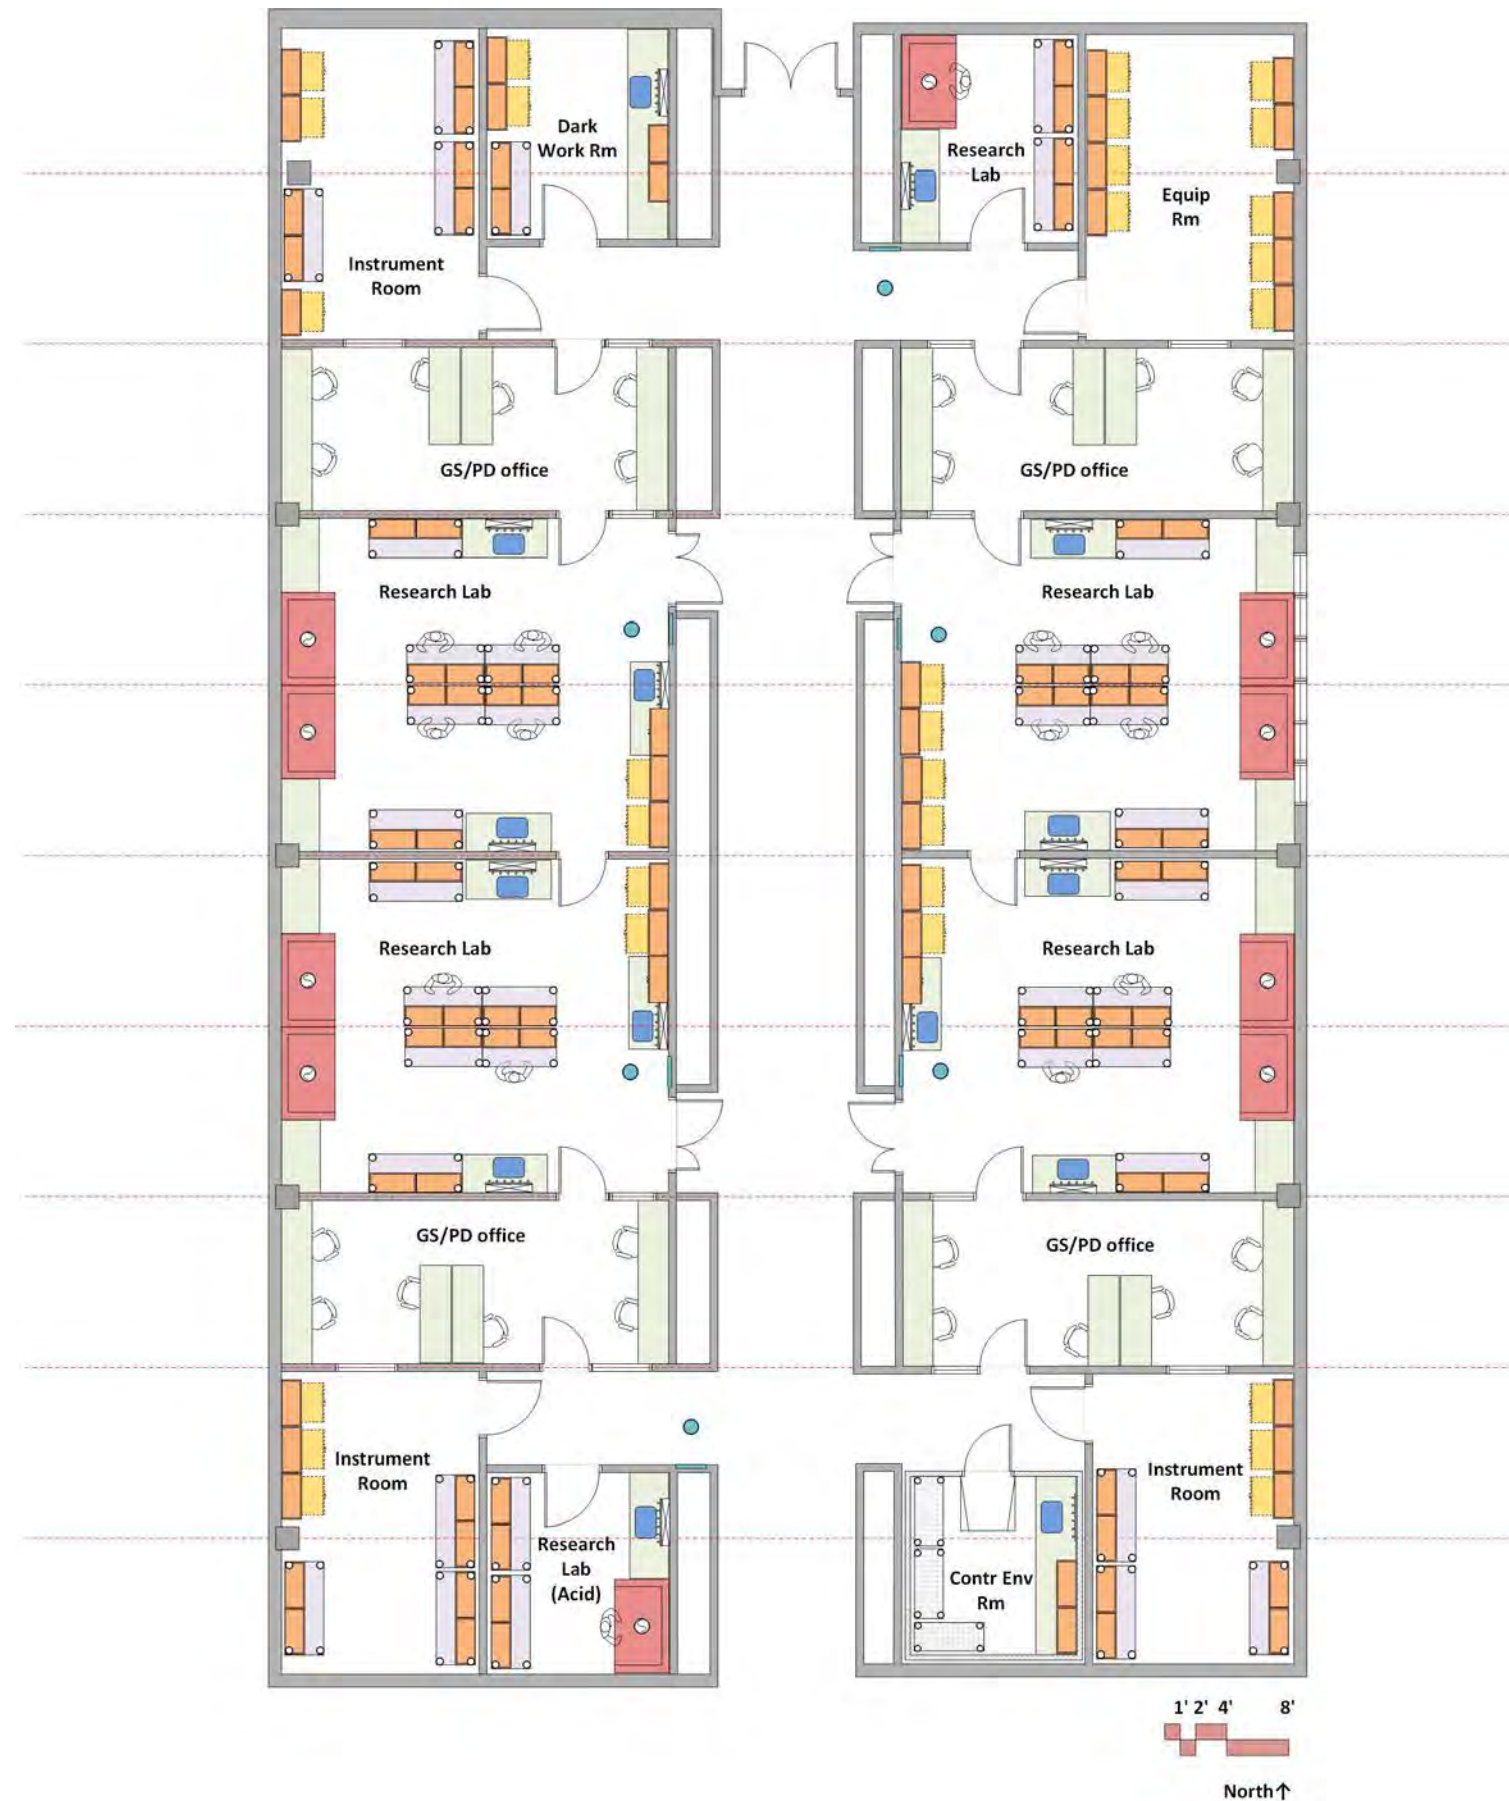 Dark
Work Rm
Research
Lab
Equip
Rm
Instrument
Room
GS/PD office
GS/PD office
Research Lab
Research Lab
Research Lab
Research Lab
GS/PD office
GS/PD office
Instrument
Room
Instrument
Room
Research
Lab
(Acid)
Contr Env
Rm
1' 2' 4' 8'
North↑